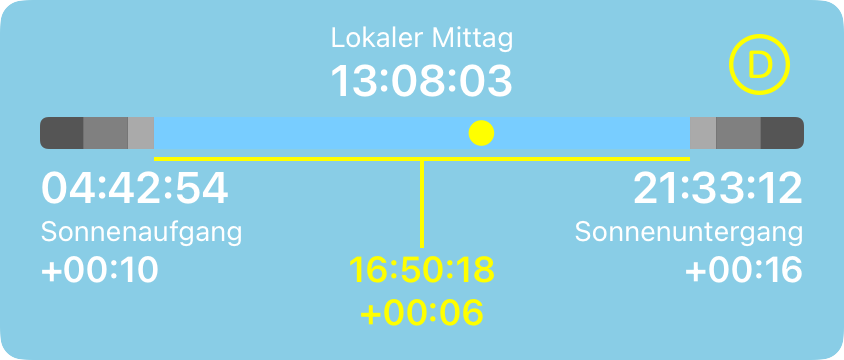 Lokaler Mittag
13:08:03
D
04:42:54
21:33:12
Sonnenaufgang
Sonnenuntergang
+00:10
16:50:18
+00:16
+00:06